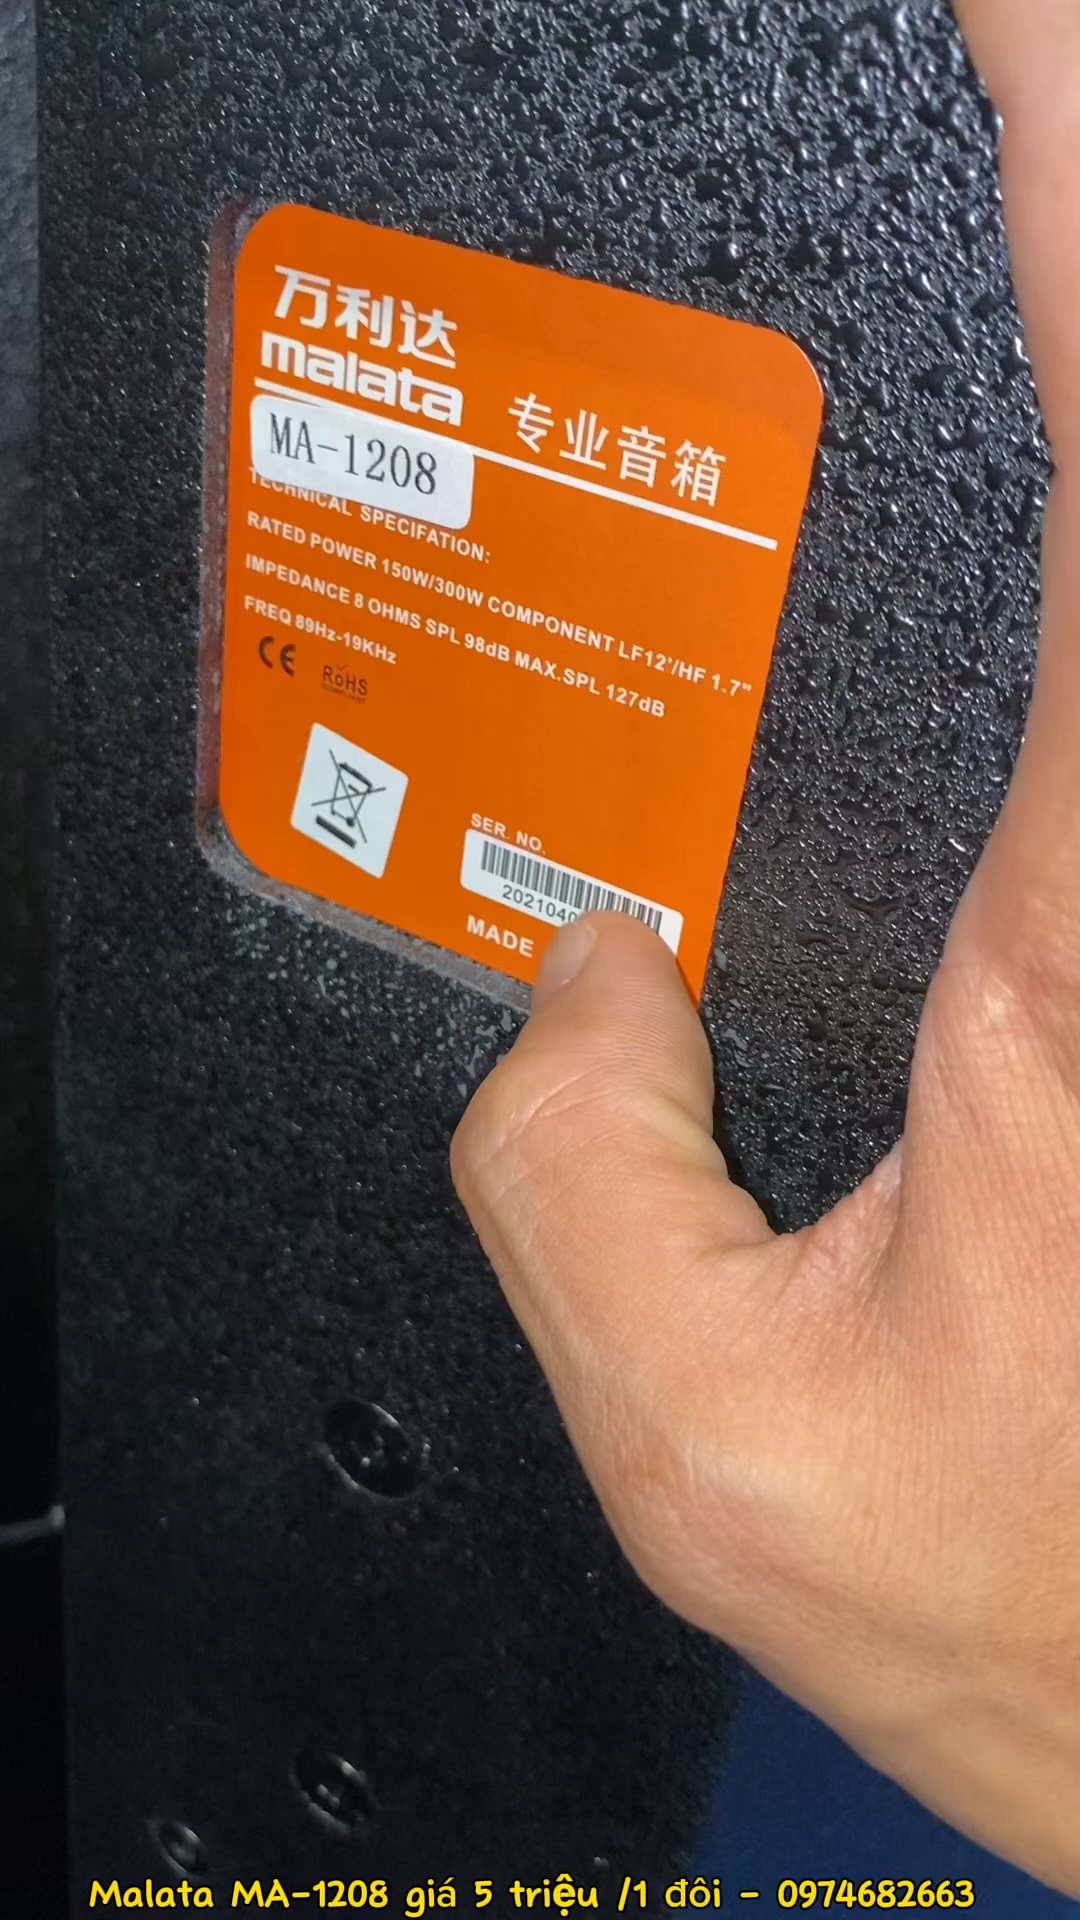 万利达
malata
专业音箱
MA-1208
TECHNICAL SPECIFATION:
RATED POWER 150W/300W COMPONENT LF12'/HF 1.7"
IMPEDANCE 8 OHMS SPL 98dB MAX.SPL 127dB
FREQ 89Hz-19KHz
CE
RoHS
COMPLIANT
SER. NO.
202104
MADE
Malata MA-1208 giá 5 triệu /1 đôi - 0974682663